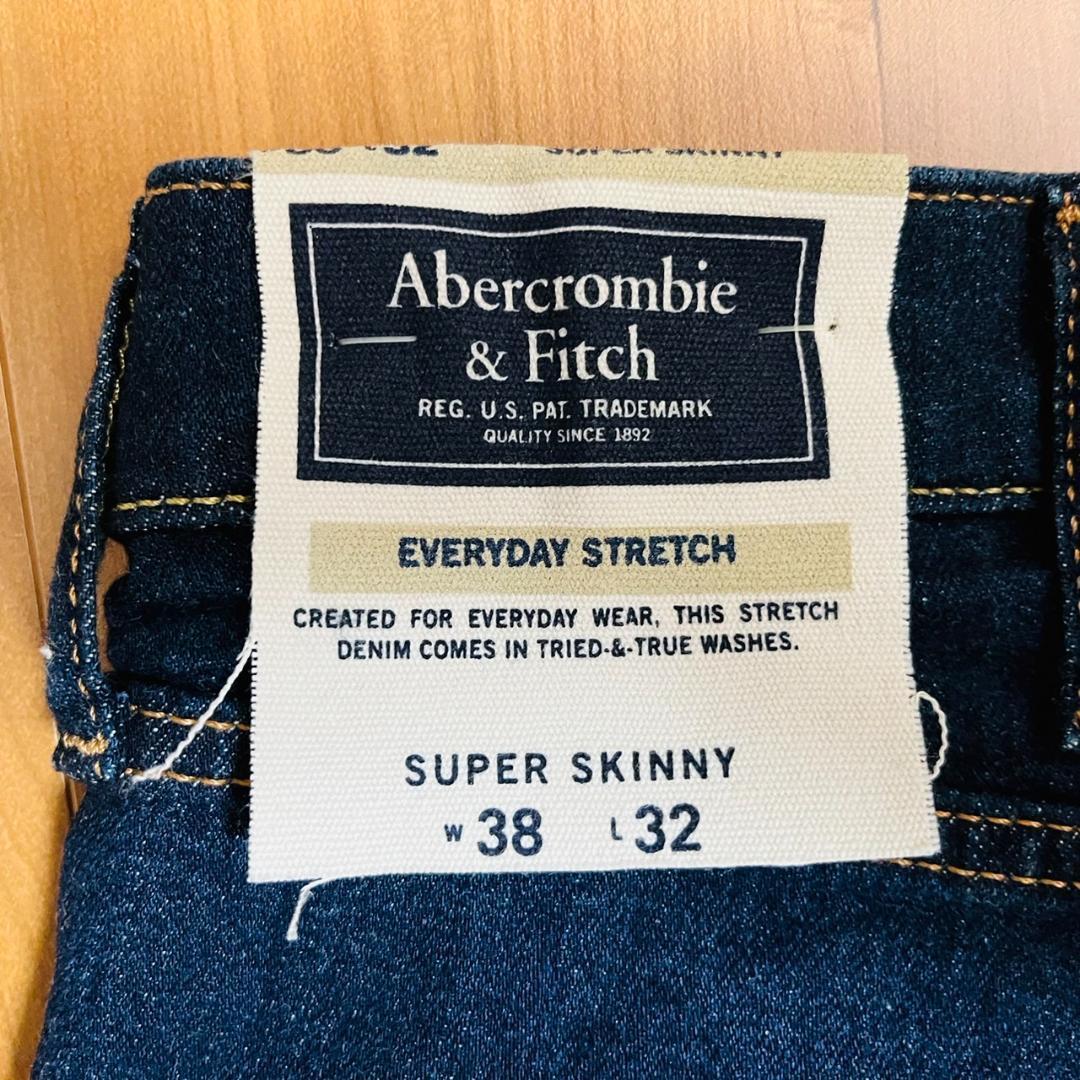 Abercrombie
& Fitch
REG. U.S. PAT. TRADEMARK
QUALITY SINCE 1892
EVERYDAY STRETCH
CREATED FOR EVERYDAY WEAR, THIS STRETCH
DENIM COMES IN TRIED-&-TRUE WASHES.
SUPER SKINNY
W 38 L 32